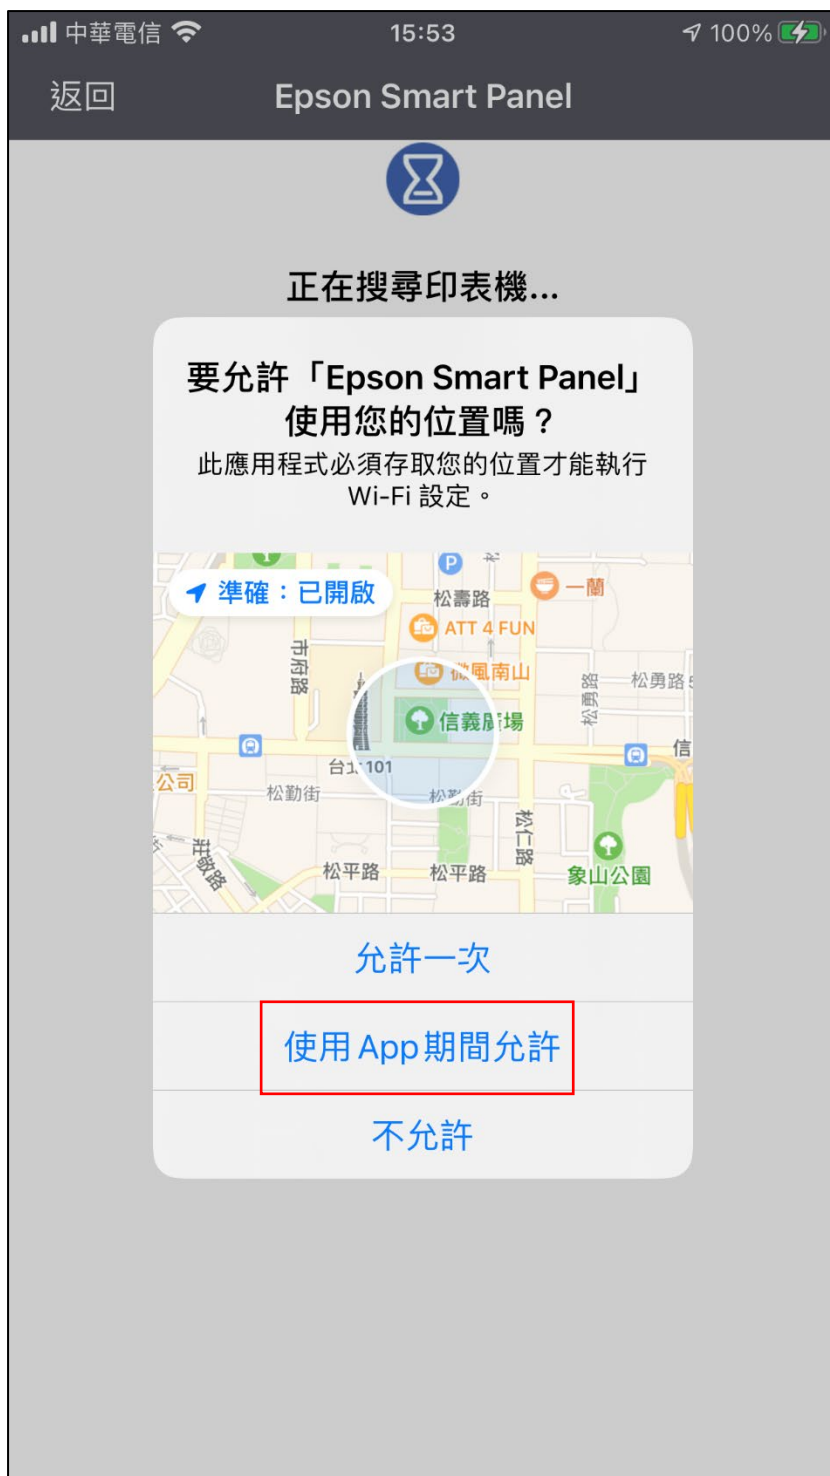 中華電信 15:53 100%
返回 Epson Smart Panel
正在搜尋印表機...
要允許「Epson Smart Panel」
使用您的位置嗎？
此應用程式必須存取您的位置才能執行
Wi-Fi 設定。
準確：已開啟
P
松壽路
一蘭
ATT 4 FUN
市府路
微風南山
松勇路
松勇路
信義廣場
信
台北101
公司
松勤街
松勤街
松仁路
莊敬路
松平路
松平路
象山公園
允許一次
使用App期間允許
不允許